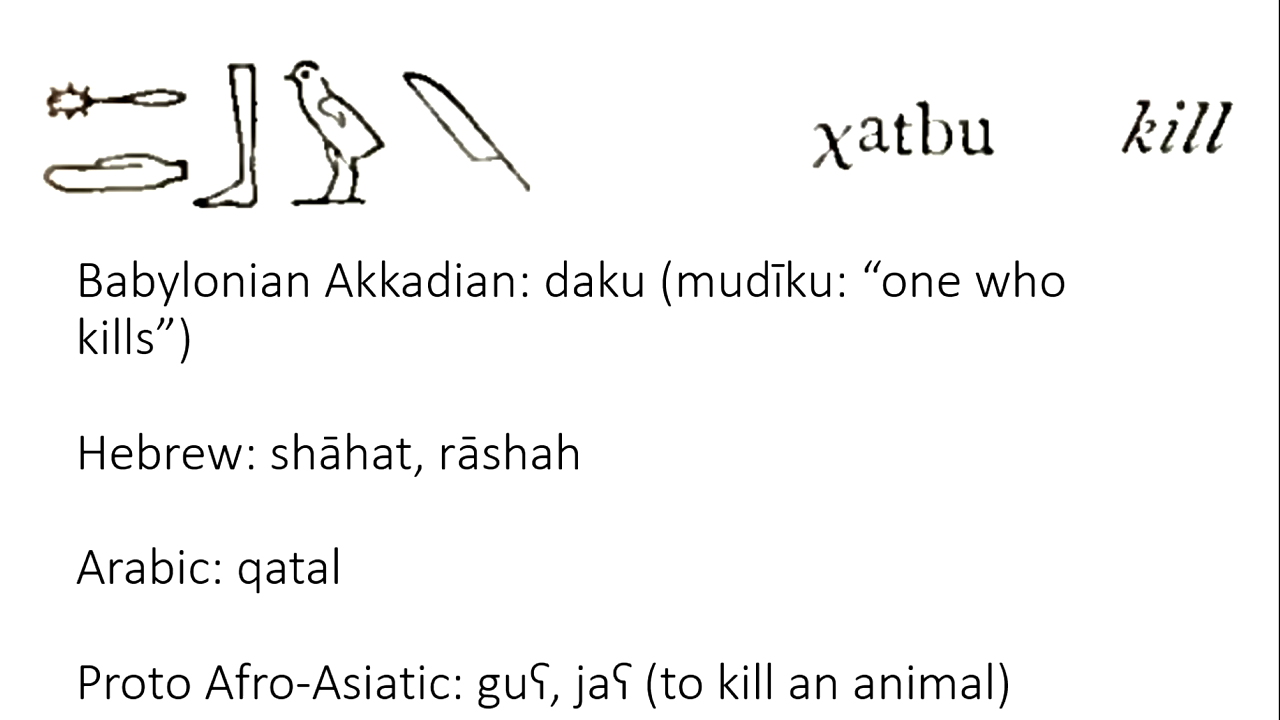 χatbu kill
Babylonian Akkadian: daku (mudīku: “one who
kills”)
Hebrew: shāhat, rāshah
Arabic: qatal
Proto Afro-Asiatic: guʕ, jaʕ (to kill an animal)